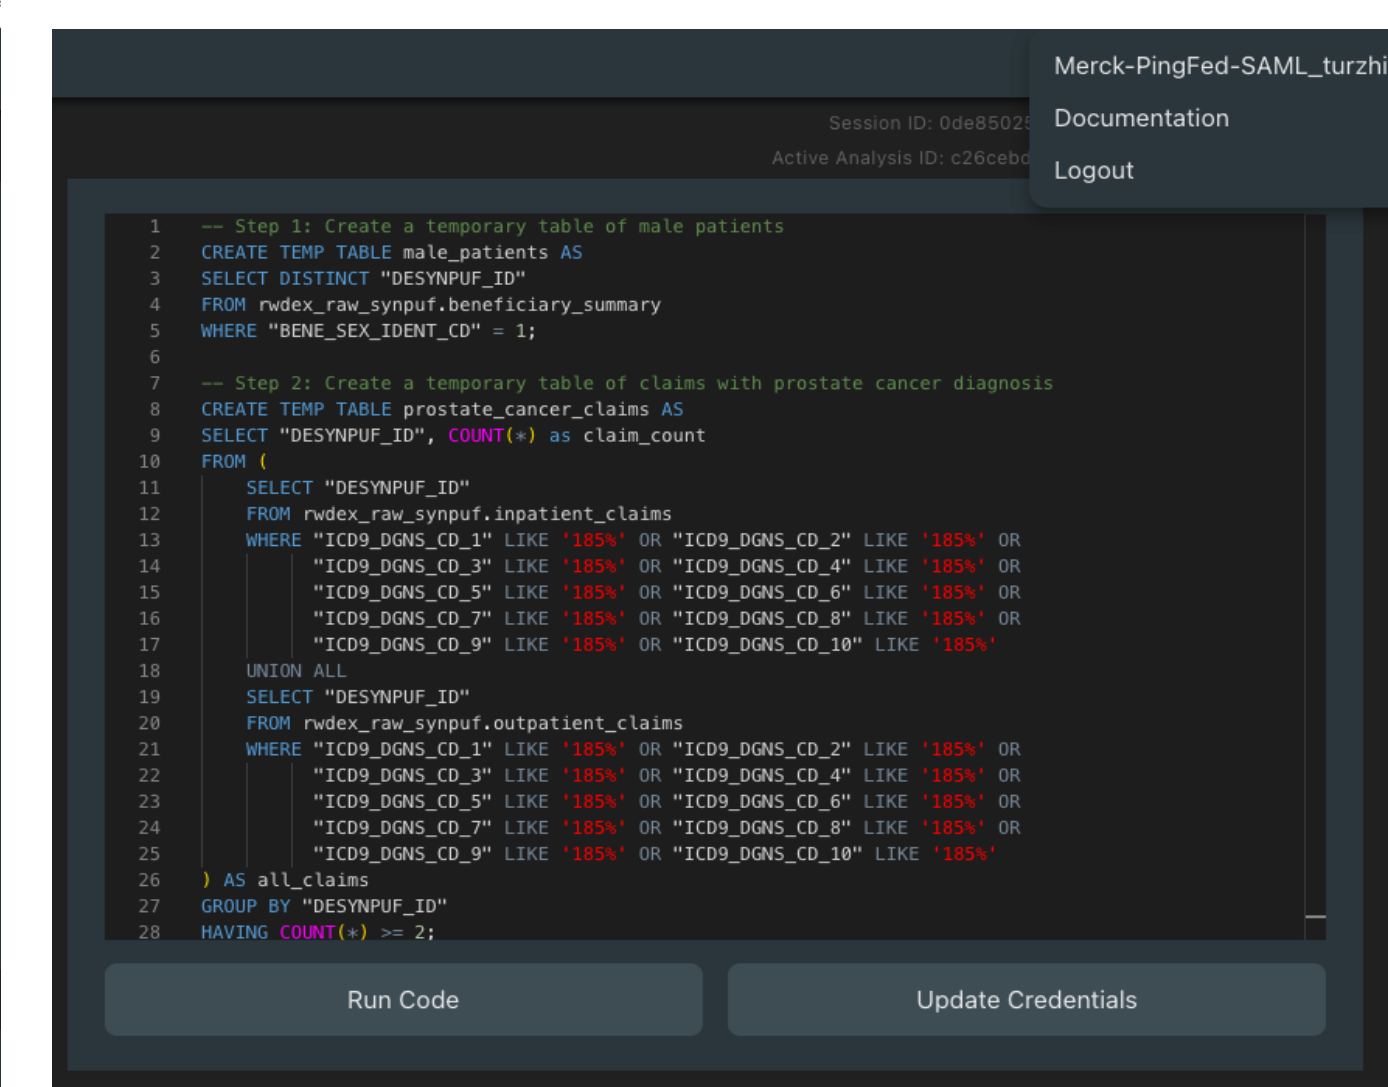 Merck-PingFed-SAML_turzhi
Documentation
Logout
Session ID: 0de85025
Active Analysis ID: c26cebd
1 -- Step 1: Create a temporary table of male patients
2 CREATE TEMP TABLE male_patients AS
3 SELECT DISTINCT "DESYNPUF_ID"
4 FROM rwdex_raw_synpuf.beneficiary_summary
5 WHERE "BENE_SEX_IDENT_CD" = 1;
6
7 -- Step 2: Create a temporary table of claims with prostate cancer diagnosis
8 CREATE TEMP TABLE prostate_cancer_claims AS
9 SELECT "DESYNPUF_ID", COUNT(*) as claim_count
10 FROM (
11 SELECT "DESYNPUF_ID"
12 FROM rwdex_raw_synpuf.inpatient_claims
13 WHERE "ICD9_DGNS_CD_1" LIKE '185%' OR "ICD9_DGNS_CD_2" LIKE '185%' OR
14 "ICD9_DGNS_CD_3" LIKE '185%' OR "ICD9_DGNS_CD_4" LIKE '185%' OR
15 "ICD9_DGNS_CD_5" LIKE '185%' OR "ICD9_DGNS_CD_6" LIKE '185%' OR
16 "ICD9_DGNS_CD_7" LIKE '185%' OR "ICD9_DGNS_CD_8" LIKE '185%' OR
17 "ICD9_DGNS_CD_9" LIKE '185%' OR "ICD9_DGNS_CD_10" LIKE '185%'
18 UNION ALL
19 SELECT "DESYNPUF_ID"
20 FROM rwdex_raw_synpuf.outpatient_claims
21 WHERE "ICD9_DGNS_CD_1" LIKE '185%' OR "ICD9_DGNS_CD_2" LIKE '185%' OR
22 "ICD9_DGNS_CD_3" LIKE '185%' OR "ICD9_DGNS_CD_4" LIKE '185%' OR
23 "ICD9_DGNS_CD_5" LIKE '185%' OR "ICD9_DGNS_CD_6" LIKE '185%' OR
24 "ICD9_DGNS_CD_7" LIKE '185%' OR "ICD9_DGNS_CD_8" LIKE '185%' OR
25 "ICD9_DGNS_CD_9" LIKE '185%' OR "ICD9_DGNS_CD_10" LIKE '185%'
26 ) AS all_claims
27 GROUP BY "DESYNPUF_ID"
28 HAVING COUNT(*) >= 2;
Run Code
Update Credentials